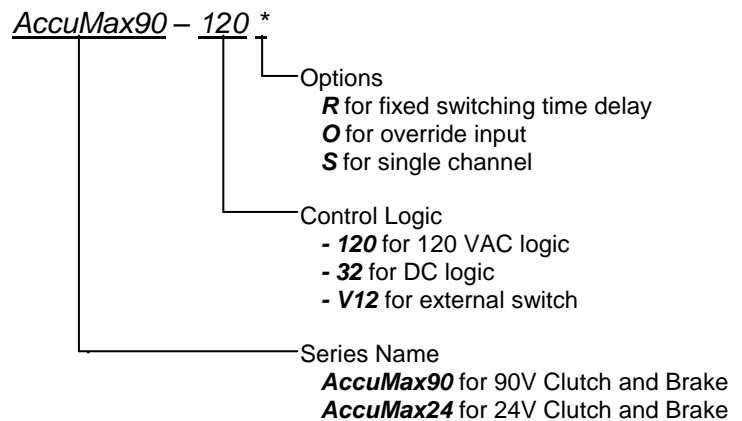 AccuMax90 – 120 *
Options
R for fixed switching time delay
O for override input
S for single channel
Control Logic
- 120 for 120 VAC logic
- 32 for DC logic
- V12 for external switch
Series Name
AccuMax90 for 90V Clutch and Brake
AccuMax24 for 24V Clutch and Brake